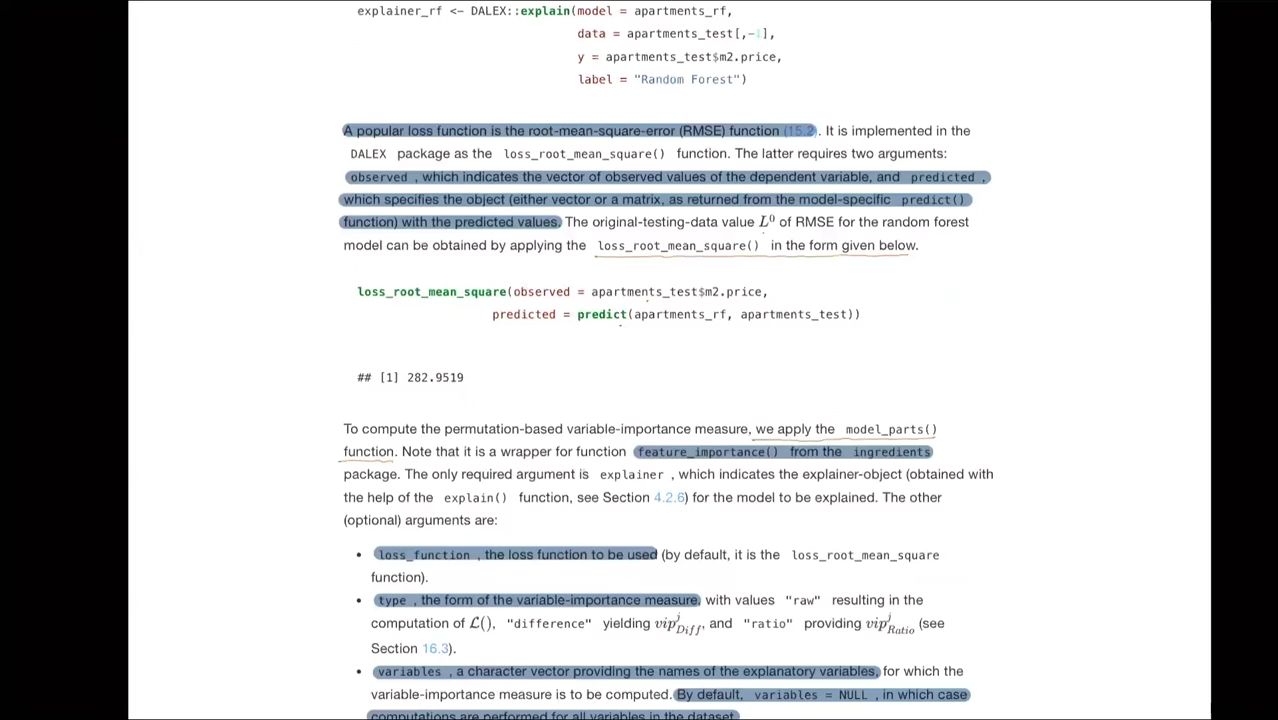 explainer_rf <- DALEX::explain(model = apartments_rf,
data = apartments_test[,-1],
y = apartments_test$m2.price,
label = "Random Forest")
A popular loss function is the root-mean-square-error (RMSE) function (15.2). It is implemented in the
DALEX package as the loss_root_mean_square() function. The latter requires two arguments:
observed , which indicates the vector of observed values of the dependent variable, and predicted ,
which specifies the object (either vector or a matrix, as returned from the model-specific predict()
function) with the predicted values. The original-testing-data value L⁰ of RMSE for the random forest
model can be obtained by applying the loss_root_mean_square() in the form given below.
loss_root_mean_square(observed = apartments_test$m2.price,
predicted = predict(apartments_rf, apartments_test))
## [1] 282.9519
To compute the permutation-based variable-importance measure, we apply the model_parts()
function. Note that it is a wrapper for function feature_importance() from the ingredients
package. The only required argument is explainer , which indicates the explainer-object (obtained with
the help of the explain() function, see Section 4.2.6) for the model to be explained. The other
(optional) arguments are:
• loss_function , the loss function to be used (by default, it is the loss_root_mean_square
function).
• type , the form of the variable-importance measure, with values "raw" resulting in the
computation of ℒ(), "difference" yielding vip^j_Diff, and "ratio" providing vip^j_Ratio (see
Section 16.3).
• variables , a character vector providing the names of the explanatory variables, for which the
variable-importance measure is to be computed. By default, variables = NULL , in which case
computations are performed for all variables in the dataset.